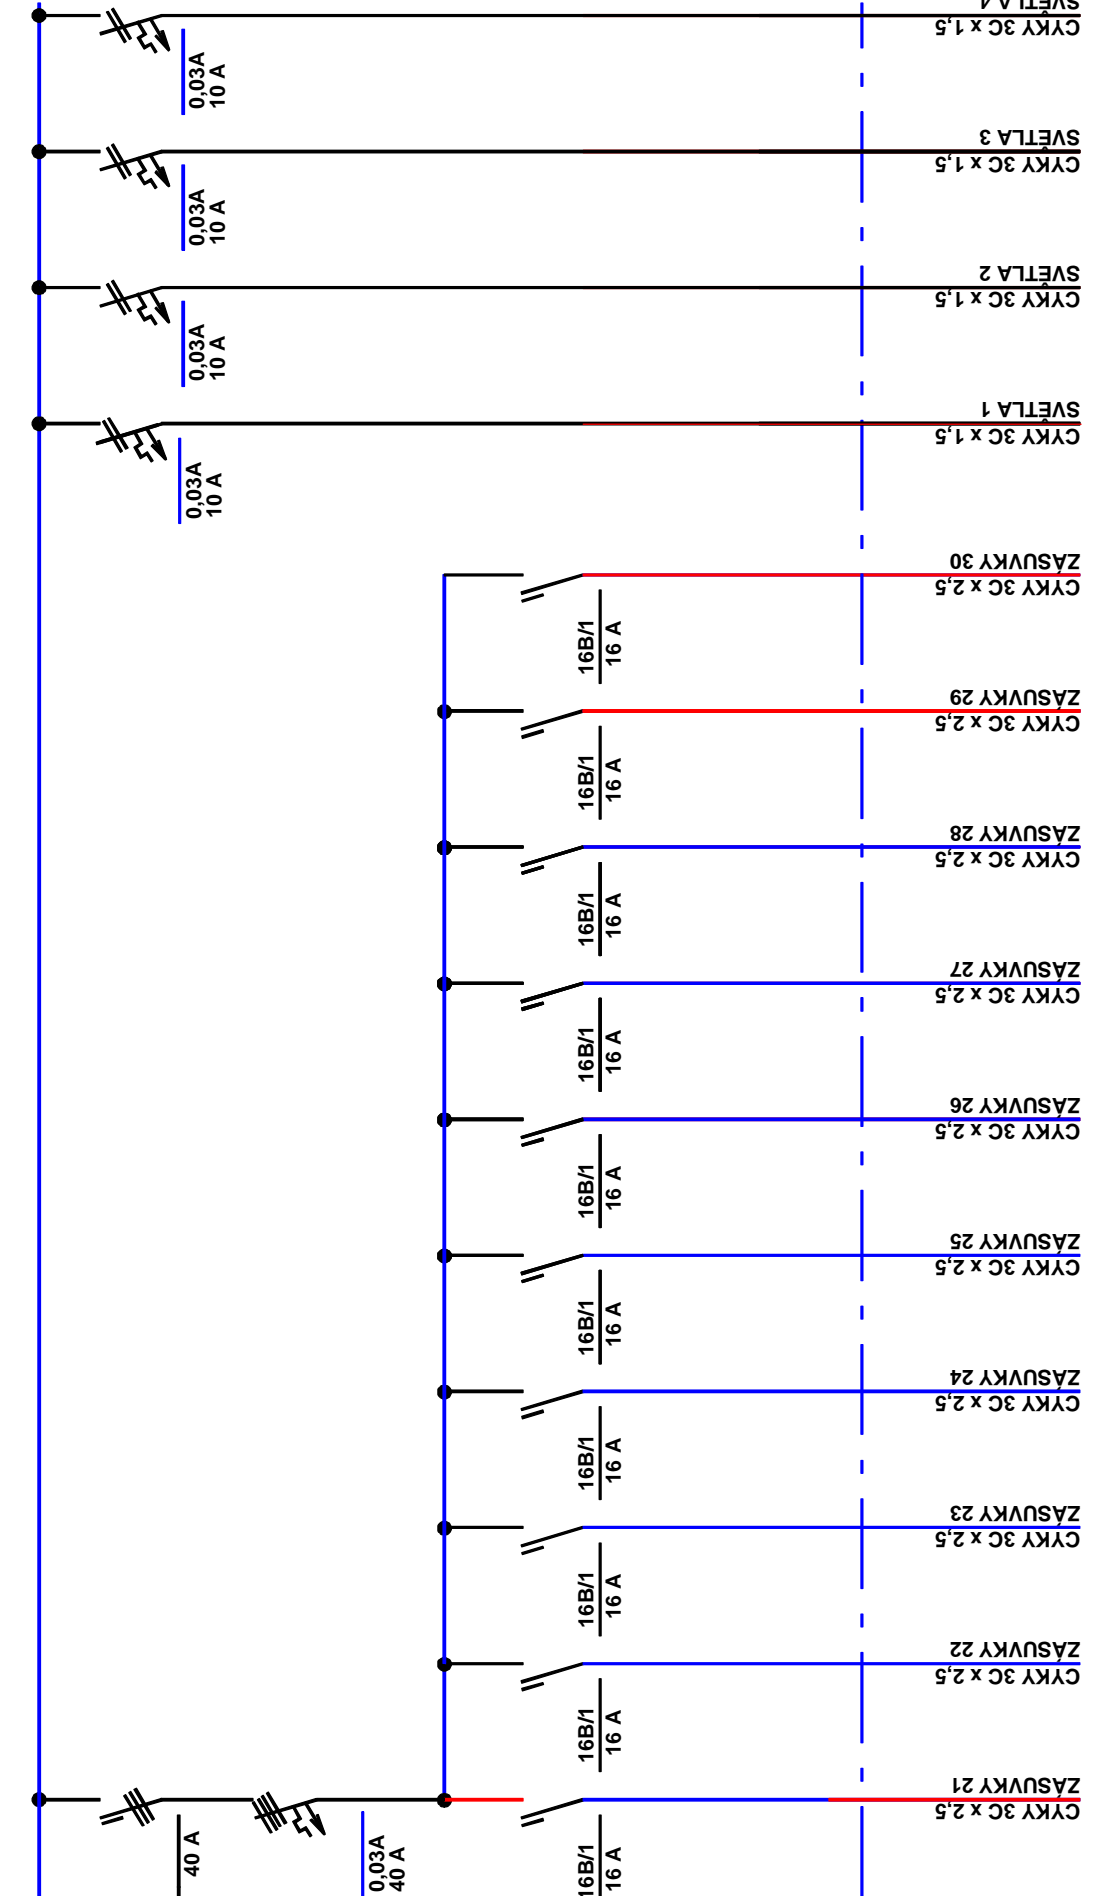 SVĚTLA 4
CYKY 3C x 1,5
0,03A
10 A
SVĚTLA 3
CYKY 3C x 1,5
0,03A
10 A
SVĚTLA 2
CYKY 3C x 1,5
0,03A
10 A
SVĚTLA 1
CYKY 3C x 1,5
0,03A
10 A
ZÁSUVKY 30
CYKY 3C x 2,5
16B/1
16 A
ZÁSUVKY 29
CYKY 3C x 2,5
16B/1
16 A
ZÁSUVKY 28
CYKY 3C x 2,5
16B/1
16 A
ZÁSUVKY 27
CYKY 3C x 2,5
16B/1
16 A
ZÁSUVKY 26
CYKY 3C x 2,5
16B/1
16 A
ZÁSUVKY 25
CYKY 3C x 2,5
16B/1
16 A
ZÁSUVKY 24
CYKY 3C x 2,5
16B/1
16 A
ZÁSUVKY 23
CYKY 3C x 2,5
16B/1
16 A
ZÁSUVKY 22
CYKY 3C x 2,5
16B/1
16 A
ZÁSUVKY 21
CYKY 3C x 2,5
40 A
0,03A
40 A
16B/1
16 A